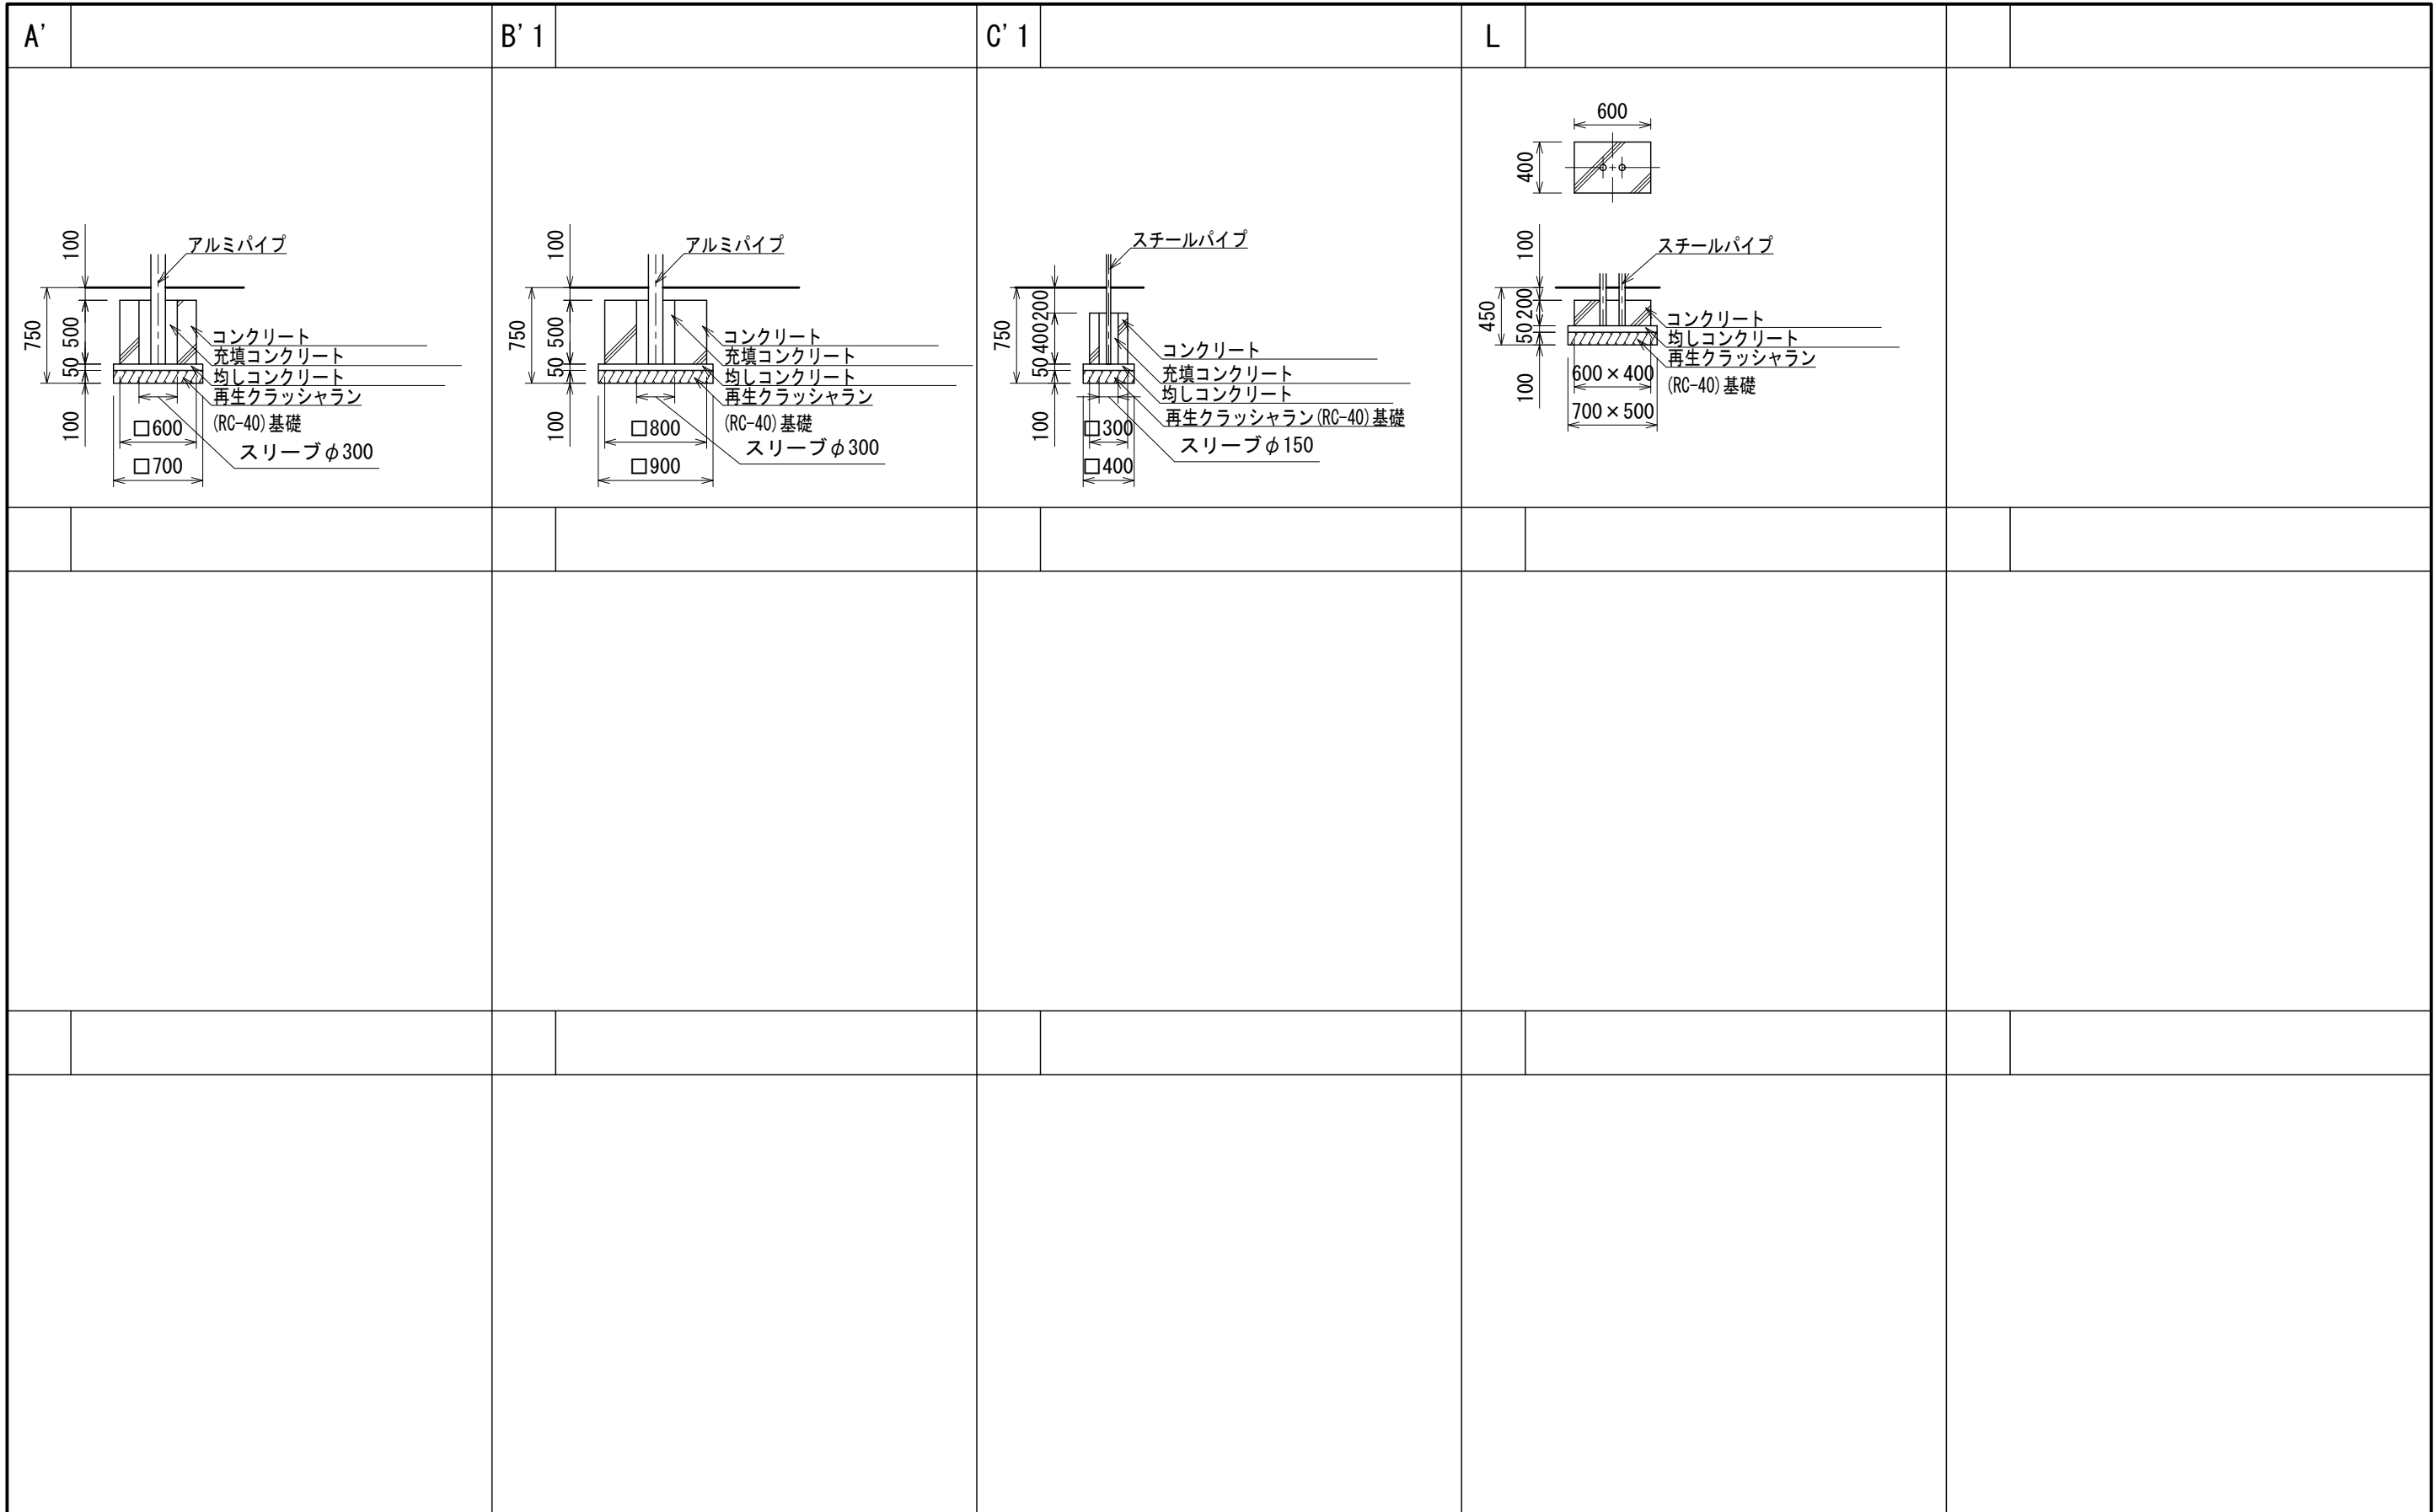 A'
B'1
C'1
L
100
750
500
50
100
アルミパイプ
コンクリート
充填コンクリート
均しコンクリート
再生クラッシャラン
(RC-40)基礎
スリーブφ300
□600
□700
100
750
500
50
100
アルミパイプ
コンクリート
充填コンクリート
均しコンクリート
再生クラッシャラン
(RC-40)基礎
スリーブφ300
□800
□900
750
200
400
50
100
スチールパイプ
コンクリート
充填コンクリート
均しコンクリート
再生クラッシャラン(RC-40)基礎
スリーブφ150
□300
□400
600
400
100
450
200
50
100
スチールパイプ
コンクリート
均しコンクリート
再生クラッシャラン
(RC-40)基礎
600×400
700×500